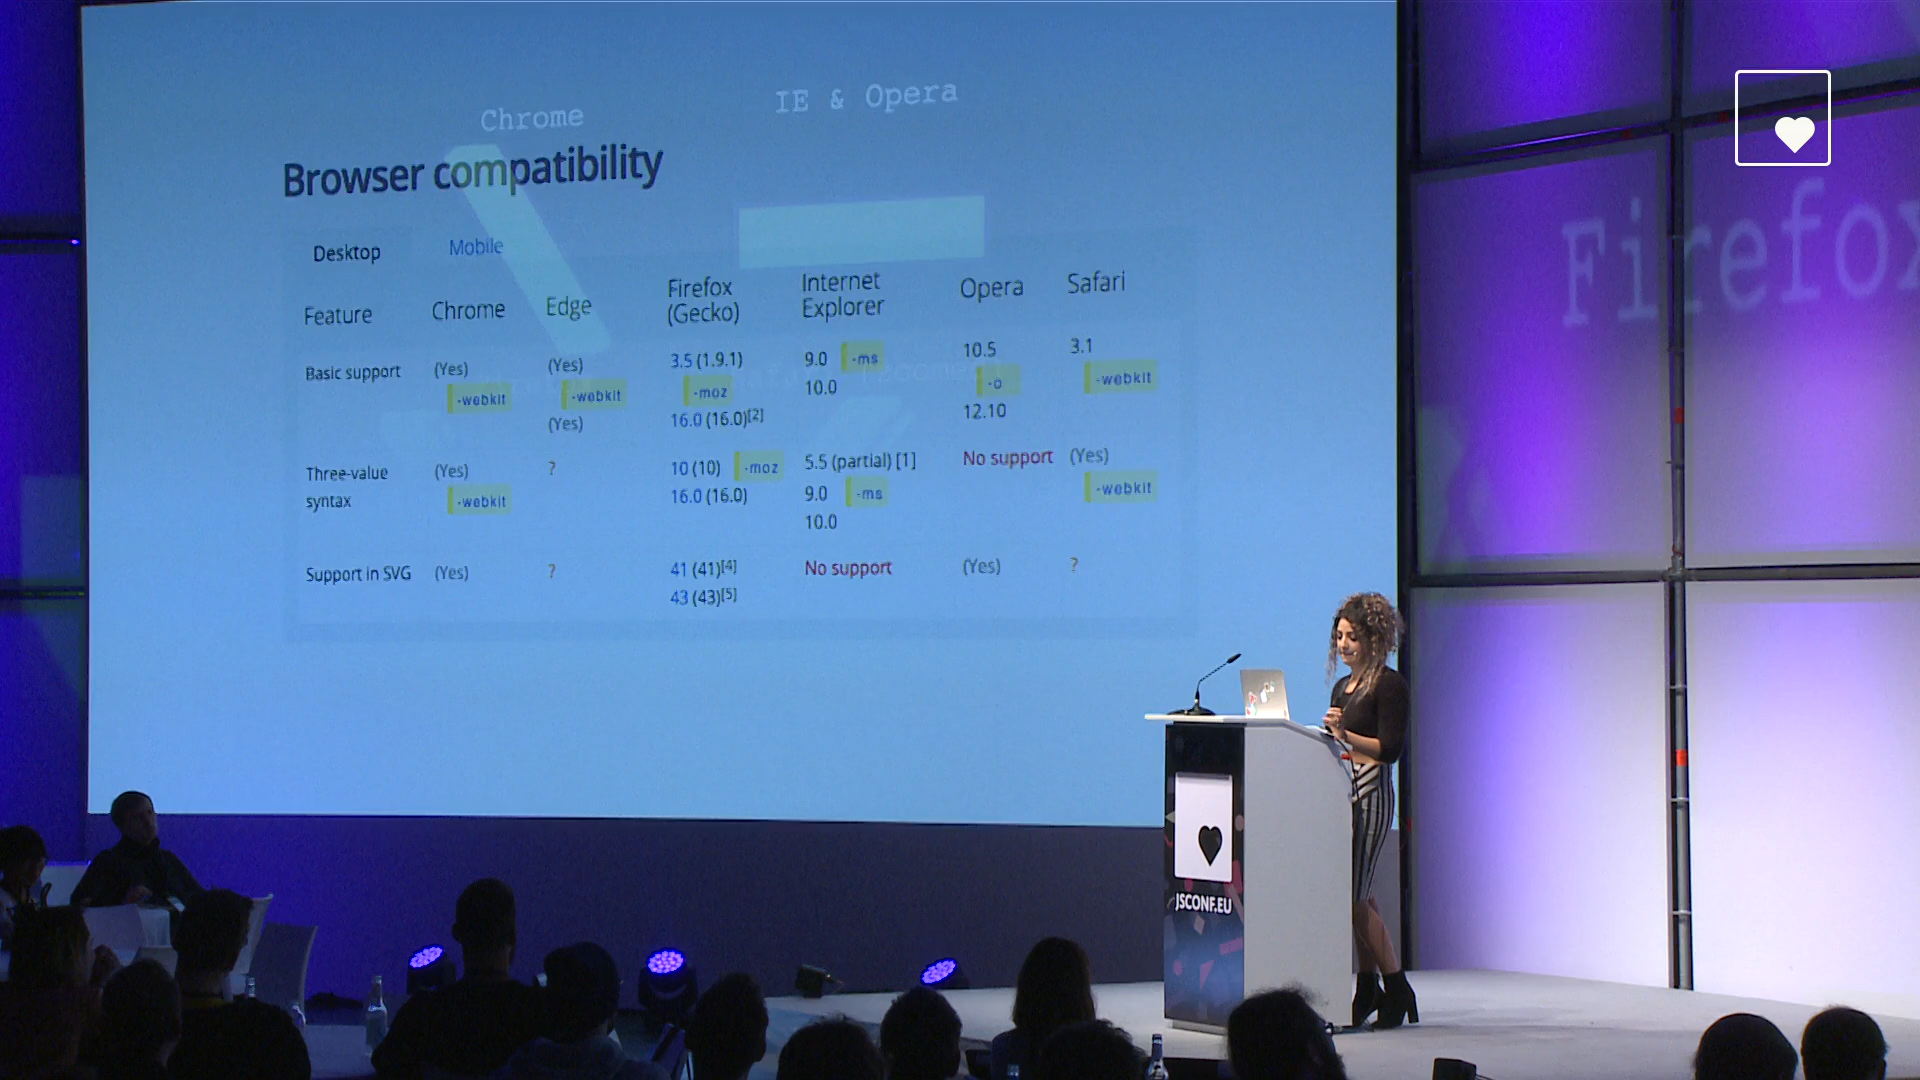 Chrome
IE & Opera
Browser compatibility
Firefox
Desktop Mobile
Feature Chrome Edge Firefox (Gecko) Internet Explorer Opera Safari
Basic support (Yes) -webkit (Yes) -webkit (Yes) 3.5 (1.9.1) -moz 16.0 (16.0)[2] 9.0 -ms 10.0 10.5 -o 12.10 3.1 -webkit
Three-value syntax (Yes) -webkit ? 10 (10) -moz 16.0 (16.0) 5.5 (partial) [1] 9.0 -ms 10.0 No support (Yes) -webkit
Support in SVG (Yes) ? 41 (41)[4] 43 (43)[5] No support (Yes) ?
JSCONF.EU